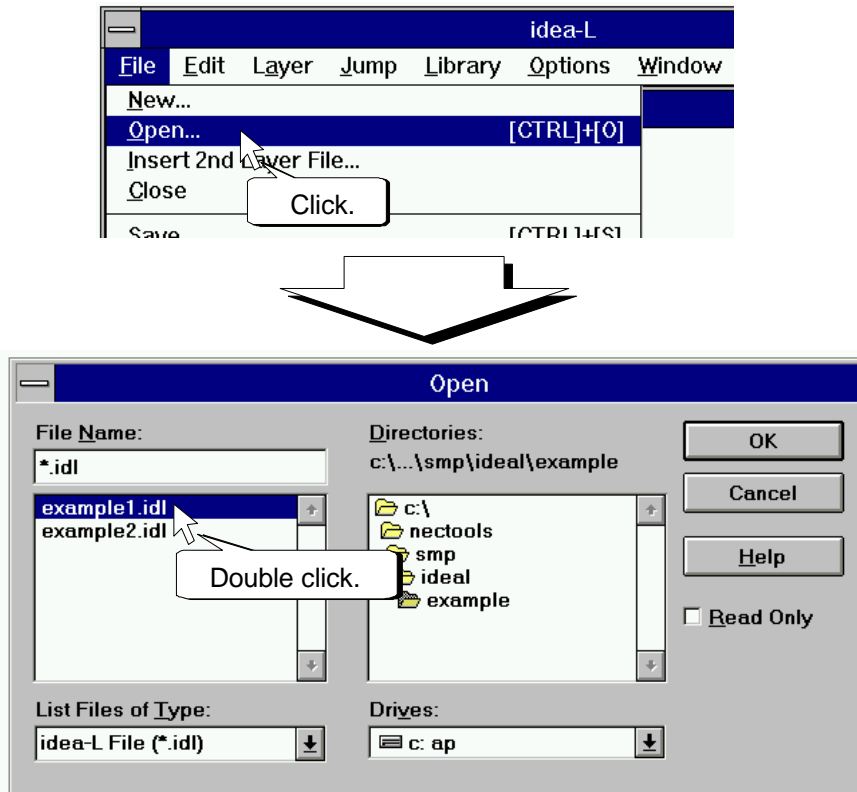 idea-L
File Edit Layer Jump Library Options Window
New...
Open... [CTRL]+[O]
Insert 2nd Layer File...
Close
Click.
Save [CTRL]+[S]
Open
File Name:
*.idl
example1.idl
example2.idl
Double click.
List Files of Type:
idea-L File (*.idl)
Directories:
c:\...\smp\ideal\example
c:\
nectools
smp
ideal
example
Drives:
c: ap
OK
Cancel
Help
Read Only